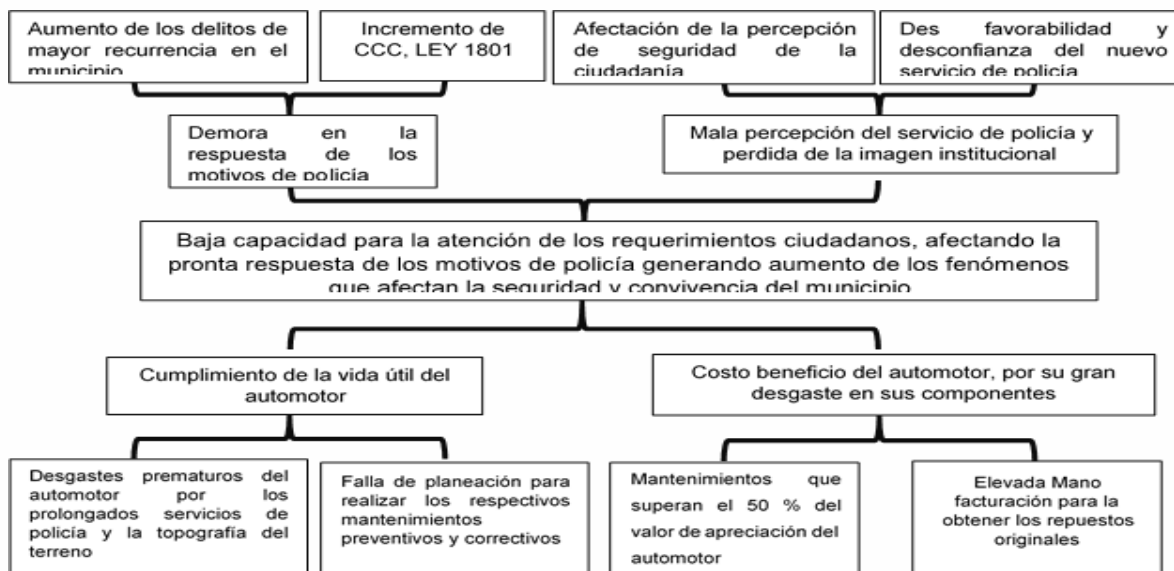 Aumento de los delitos de
mayor recurrencia en el
municipio
Incremento de
CCC, LEY 1801
Afectación de la percepción
de seguridad de la
ciudadanía
Des favorabilidad y
desconfianza del nuevo
servicio de policía
Demora en la
respuesta de los
motivos de policía
Mala percepción del servicio de policía y
perdida de la imagen institucional
Baja capacidad para la atención de los requerimientos ciudadanos, afectando la
pronta respuesta de los motivos de policía generando aumento de los fenómenos
que afectan la seguridad y convivencia del municipio
Cumplimiento de la vida útil del
automotor
Costo beneficio del automotor, por su gran
desgaste en sus componentes
Desgastes prematuros del
automotor por los
prolongados servicios de
policía y la topografía del
terreno
Falla de planeación para
realizar los respectivos
mantenimientos
preventivos y correctivos
Mantenimientos que
superan el 50 % del
valor de apreciación del
automotor
Elevada Mano
facturación para la
obtener los repuestos
originales